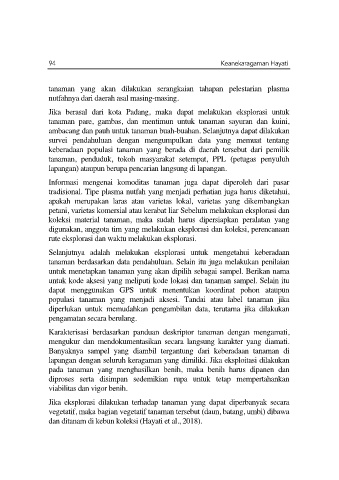 94 Keanekaragaman Hayati
tanaman yang akan dilakukan serangkaian tahapan pelestarian plasma
nutfahnya dari daerah asal masing-masing.
Jika berasal dari kota Padang, maka dapat melakukan eksplorasi untuk
tanaman pare, gambas, dan mentimun untuk tanaman sayuran dan kuini,
ambacang dan pauh untuk tanaman buah-buahan. Selanjutnya dapat dilakukan
survei pendahuluan dengan mengumpulkan data yang memuat tentang
keberadaan populasi tanaman yang berada di daerah tersebut dari pemilik
tanaman, penduduk, tokoh masyarakat setempat, PPL (petugas penyuluh
lapangan) ataupun berupa pencarian langsung di lapangan.
Informasi mengenai komoditas tanaman juga dapat diperoleh dari pasar
tradisional. Tipe plasma nutfah yang menjadi perhatian juga harus diketahui,
apakah merupakan laras atau varietas lokal, varietas yang dikembangkan
petani, varietas komersial atau kerabat liar Sebelum melakukan eksplorasi dan
koleksi material tanaman, maka sudah harus dipersiapkan peralatan yang
digunakan, anggota tim yang melakukan eksplorasi dan koleksi, perencanaan
rute eksplorasi dan waktu melakukan eksplorasi.
Selanjutnya adalah melakukan eksplorasi untuk mengetahui keberadaan
tanaman berdasarkan data pendahuluan. Selain itu juga melakukan penilaian
untuk menetapkan tanaman yang akan dipilih sebagai sampel. Berikan nama
untuk kode aksesi yang meliputi kode lokasi dan tanaman sampel. Selain itu
dapat menggunakan GPS untuk menentukan koordinat pohon ataupun
populasi tanaman yang menjadi aksesi. Tandai atau label tanaman jika
diperlukan untuk memudahkan pengambilan data, terutama jika dilakukan
pengamatan secara berulang.
Karakterisasi berdasarkan panduan deskriptor tanaman dengan mengamati,
mengukur dan mendokumentasikan secara langsung karakter yang diamati.
Banyaknya sampel yang diambil tergantung dari keberadaan tanaman di
lapangan dengan seluruh keragaman yang dimiliki. Jika eksploitasi dilakukan
pada tanaman yang menghasilkan benih, maka benih harus dipanen dan
diproses serta disimpan sedemikian rupa untuk tetap mempertahankan
viabilitas dan vigor benih.
Jika eksplorasi dilakukan terhadap tanaman yang dapat diperbanyak secara
vegetatif, maka bagian vegetatif tanaman tersebut (daun, batang, umbi) dibawa
dan ditanam di kebun koleksi (Hayati et al., 2018).